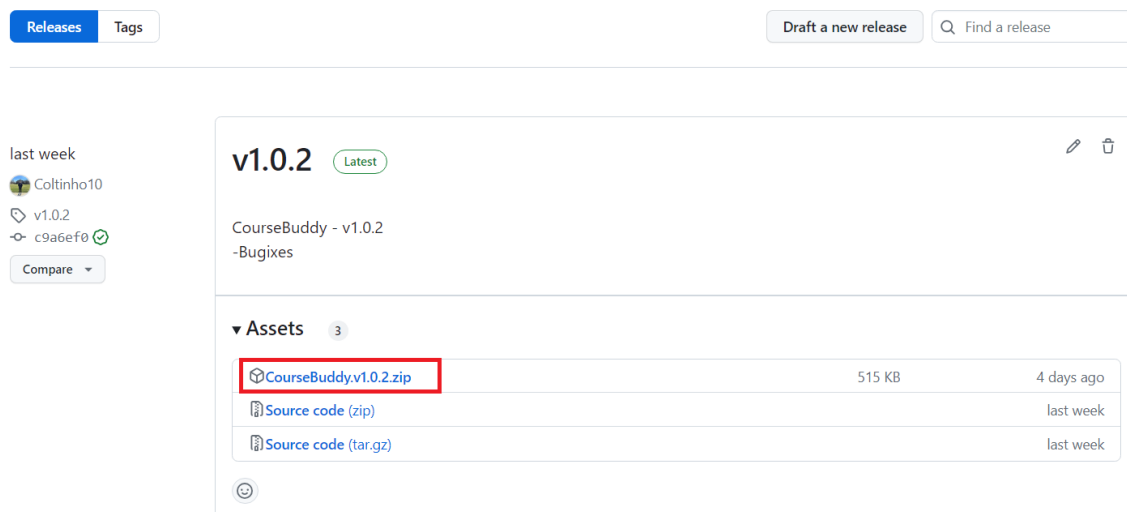 Releases Tags Draft a new release Find a release
last week
Coltinho10
v1.0.2
c9a6ef0
Compare
v1.0.2 Latest
CourseBuddy - v1.0.2
-Bugixes
Assets 3
CourseBuddy.v1.0.2.zip 515 KB 4 days ago
Source code (zip) last week
Source code (tar.gz) last week